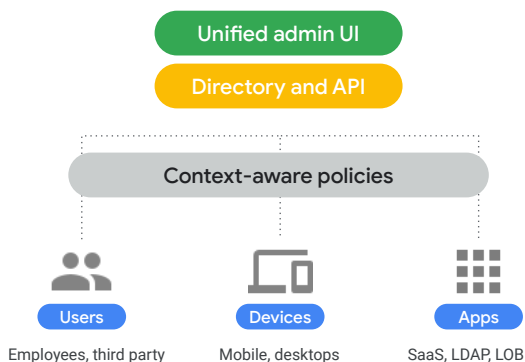 Unified admin UI
Directory and API
Context-aware policies
Users
Devices
Apps
Employees, third party
Mobile, desktops
SaaS, LDAP, LOB